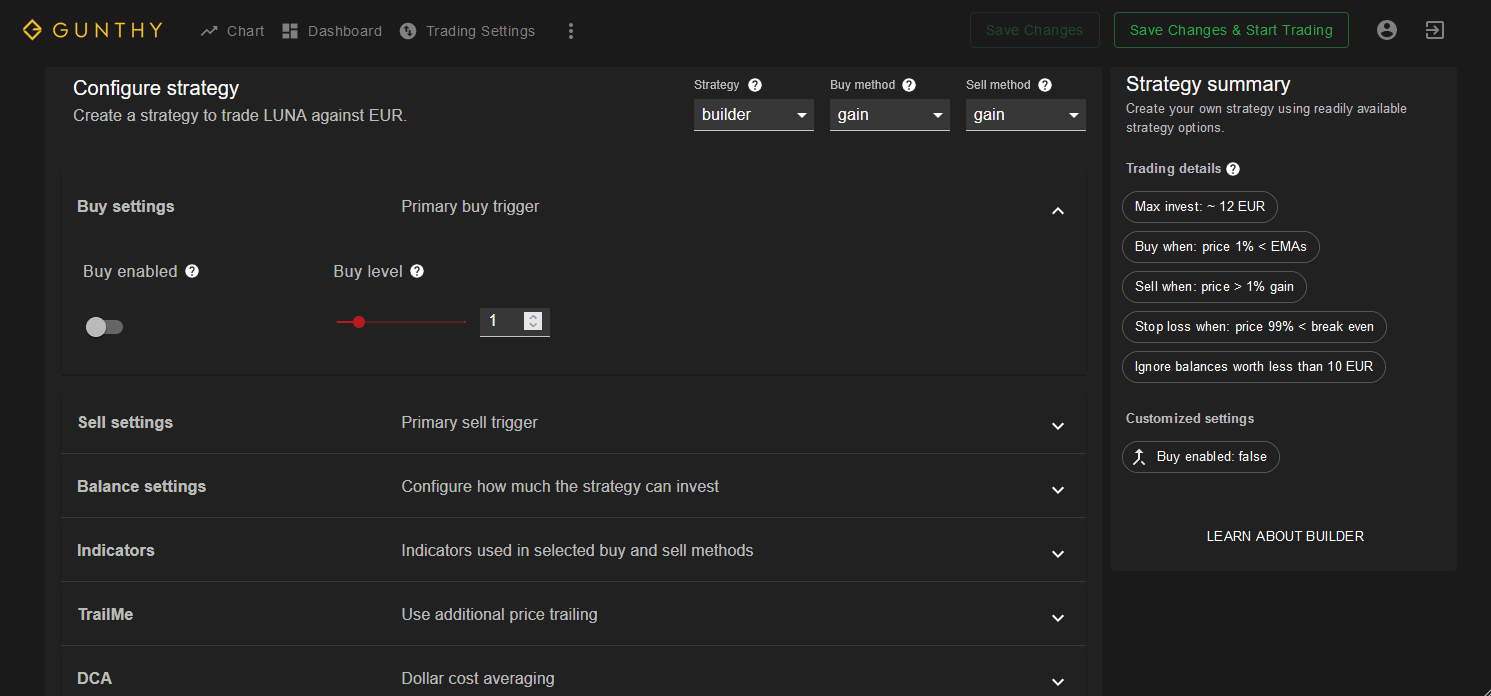 GUNTHY
Chart
Dashboard
Trading Settings
Save Changes
Save Changes & Start Trading
Configure strategy
Create a strategy to trade LUNA against EUR.
Strategy ?
builder
Buy method ?
gain
Sell method ?
gain
Buy settings
Primary buy trigger
Buy enabled ?
Buy level ?
1
Sell settings
Primary sell trigger
Balance settings
Configure how much the strategy can invest
Indicators
Indicators used in selected buy and sell methods
TrailMe
Use additional price trailing
DCA
Dollar cost averaging
Strategy summary
Create your own strategy using readily available
strategy options.
Trading details ?
Max invest: ~ 12 EUR
Buy when: price 1% < EMAs
Sell when: price > 1% gain
Stop loss when: price 99% < break even
Ignore balances worth less than 10 EUR
Customized settings
Buy enabled: false
LEARN ABOUT BUILDER